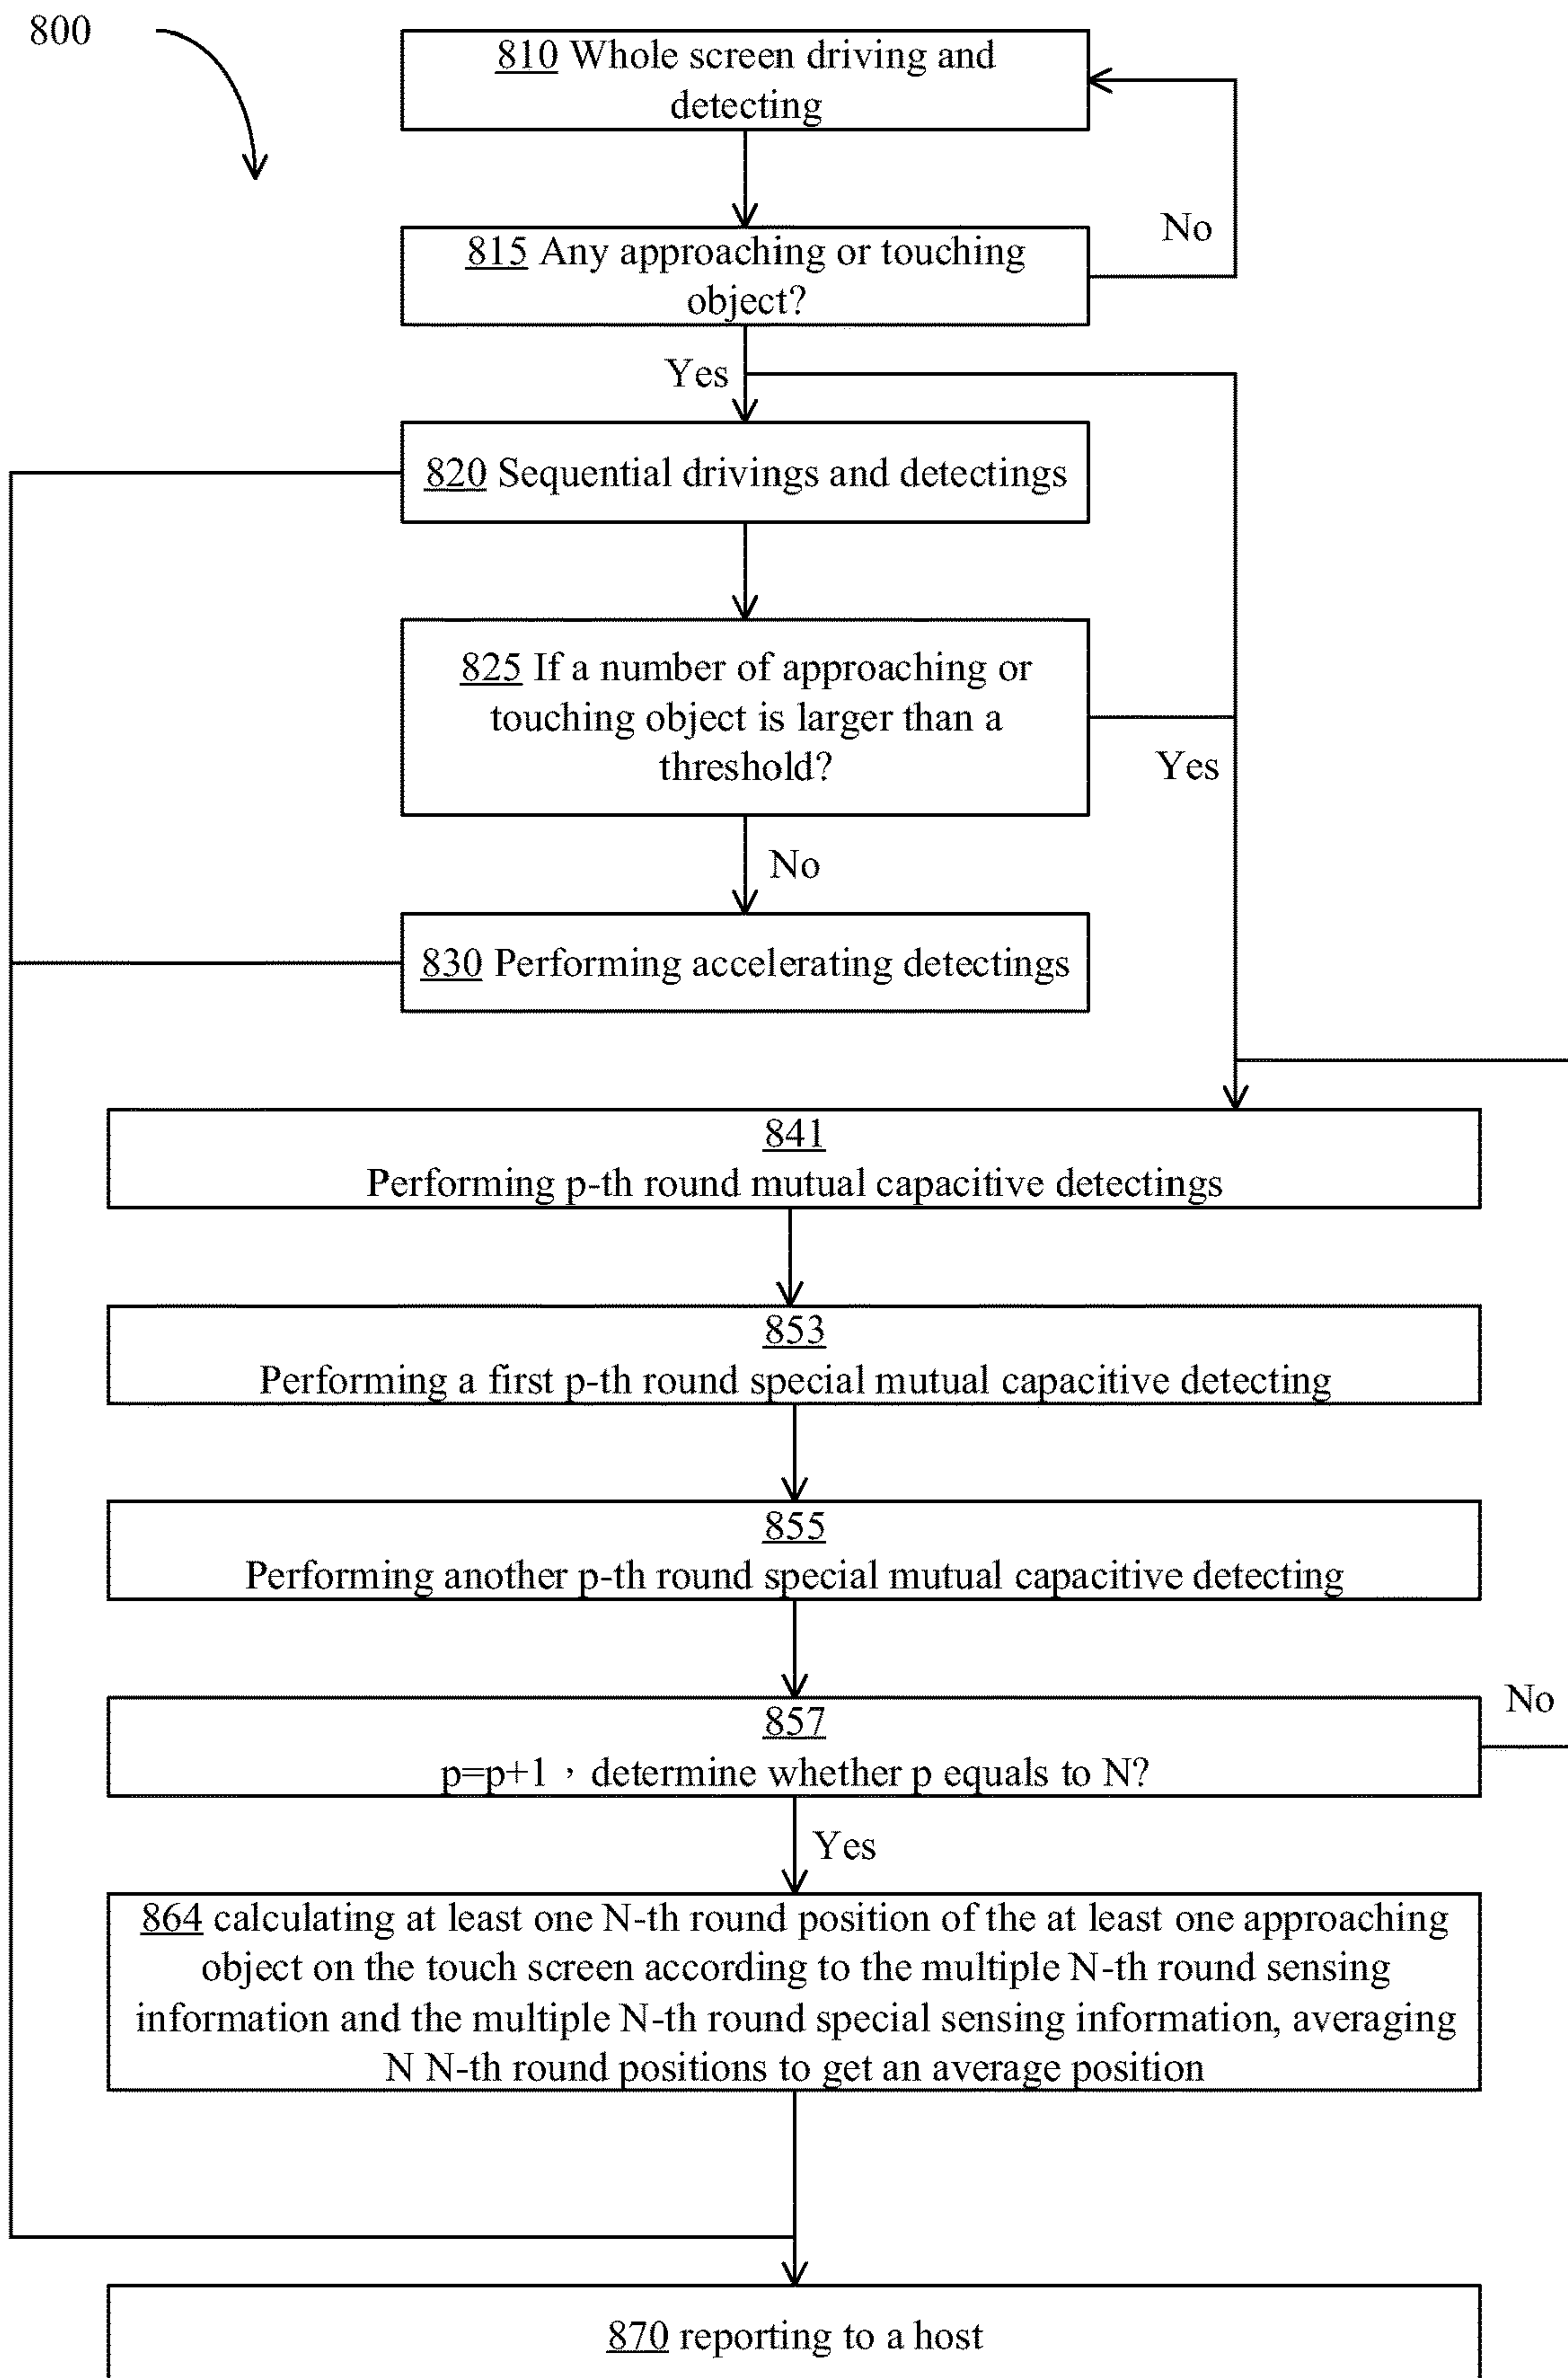 800
810 Whole screen driving and
detecting
No
815 Any approaching or touching
object?
Yes
820 Sequential drivings and detectings
825 If a number of approaching or
touching object is larger than a
threshold?
Yes
No
830 Performing accelerating detectings
841
Performing p-th round mutual capacitive detectings
853
Performing a first p-th round special mutual capacitive detecting
855
Performing another p-th round special mutual capacitive detecting
No
857
p=p+1，determine whether p equals to N?
Yes
864 calculating at least one N-th round position of the at least one approaching
object on the touch screen according to the multiple N-th round sensing
information and the multiple N-th round special sensing information, averaging
N N-th round positions to get an average position
870 reporting to a host